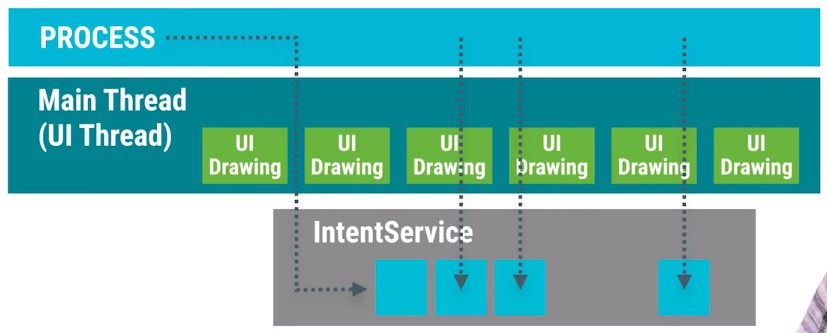 PROCESS
Main Thread
(UI Thread)
UI
Drawing
UI
Drawing
UI
Drawing
UI
Drawing
UI
Drawing
UI
Drawing
IntentService